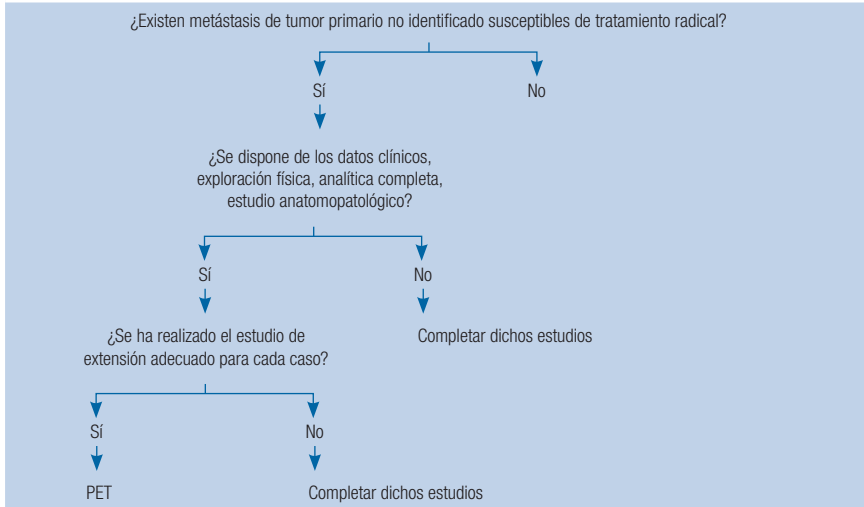 ¿Existen metástasis de tumor primario no identificado susceptibles de tratamiento radical?
Sí
No
¿Se dispone de los datos clínicos,
exploración física, analítica completa,
estudio anatomopatológico?
Sí
No
¿Se ha realizado el estudio de
extensión adecuado para cada caso?
Completar dichos estudios
Sí
No
PET
Completar dichos estudios